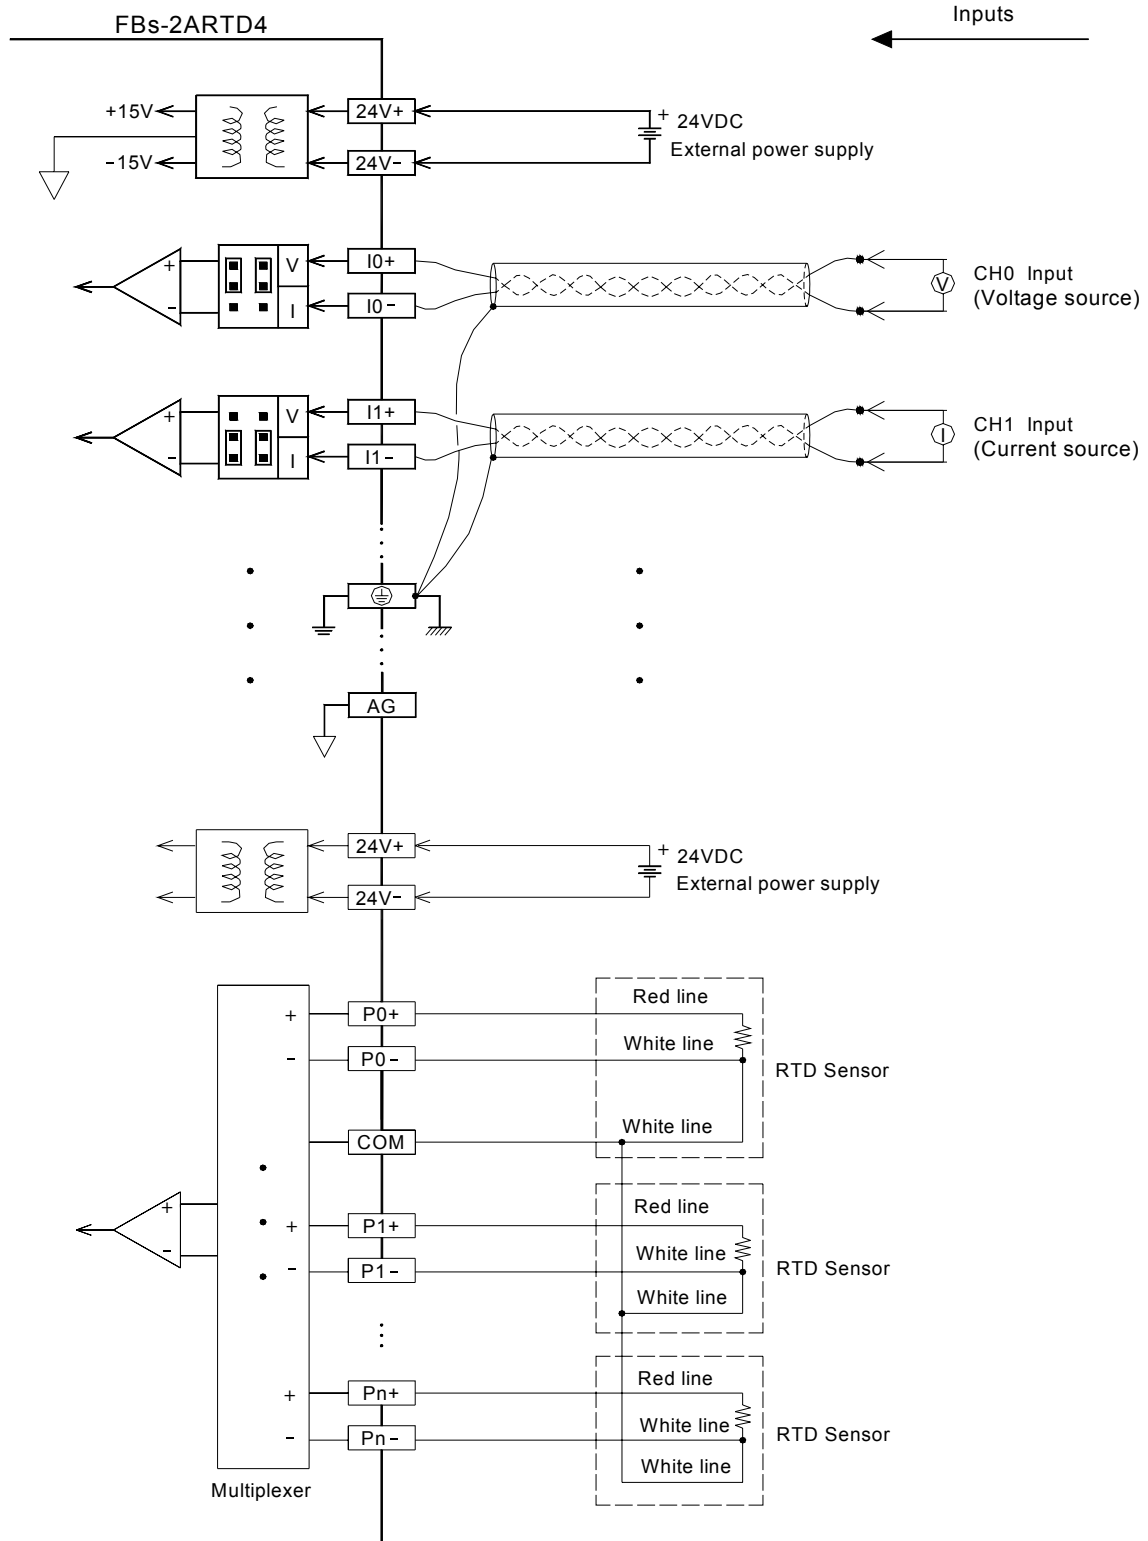 FBs-2ARTD4
Inputs
+15V
24V+
+ 24VDC
−15V
24V−
External power supply
+
V
I0+
CH0 Input
V
−
I
I0−
(Voltage source)
+
V
I1+
CH1 Input
I
−
I
I1−
(Current source)
AG
24V+
+ 24VDC
24V−
External power supply
Red line
+
P0+
White line
−
P0−
RTD Sensor
White line
COM
Red line
+
+
P1+
White line
−
−
P1−
RTD Sensor
White line
Red line
+
Pn+
White line
−
Pn−
RTD Sensor
White line
Multiplexer